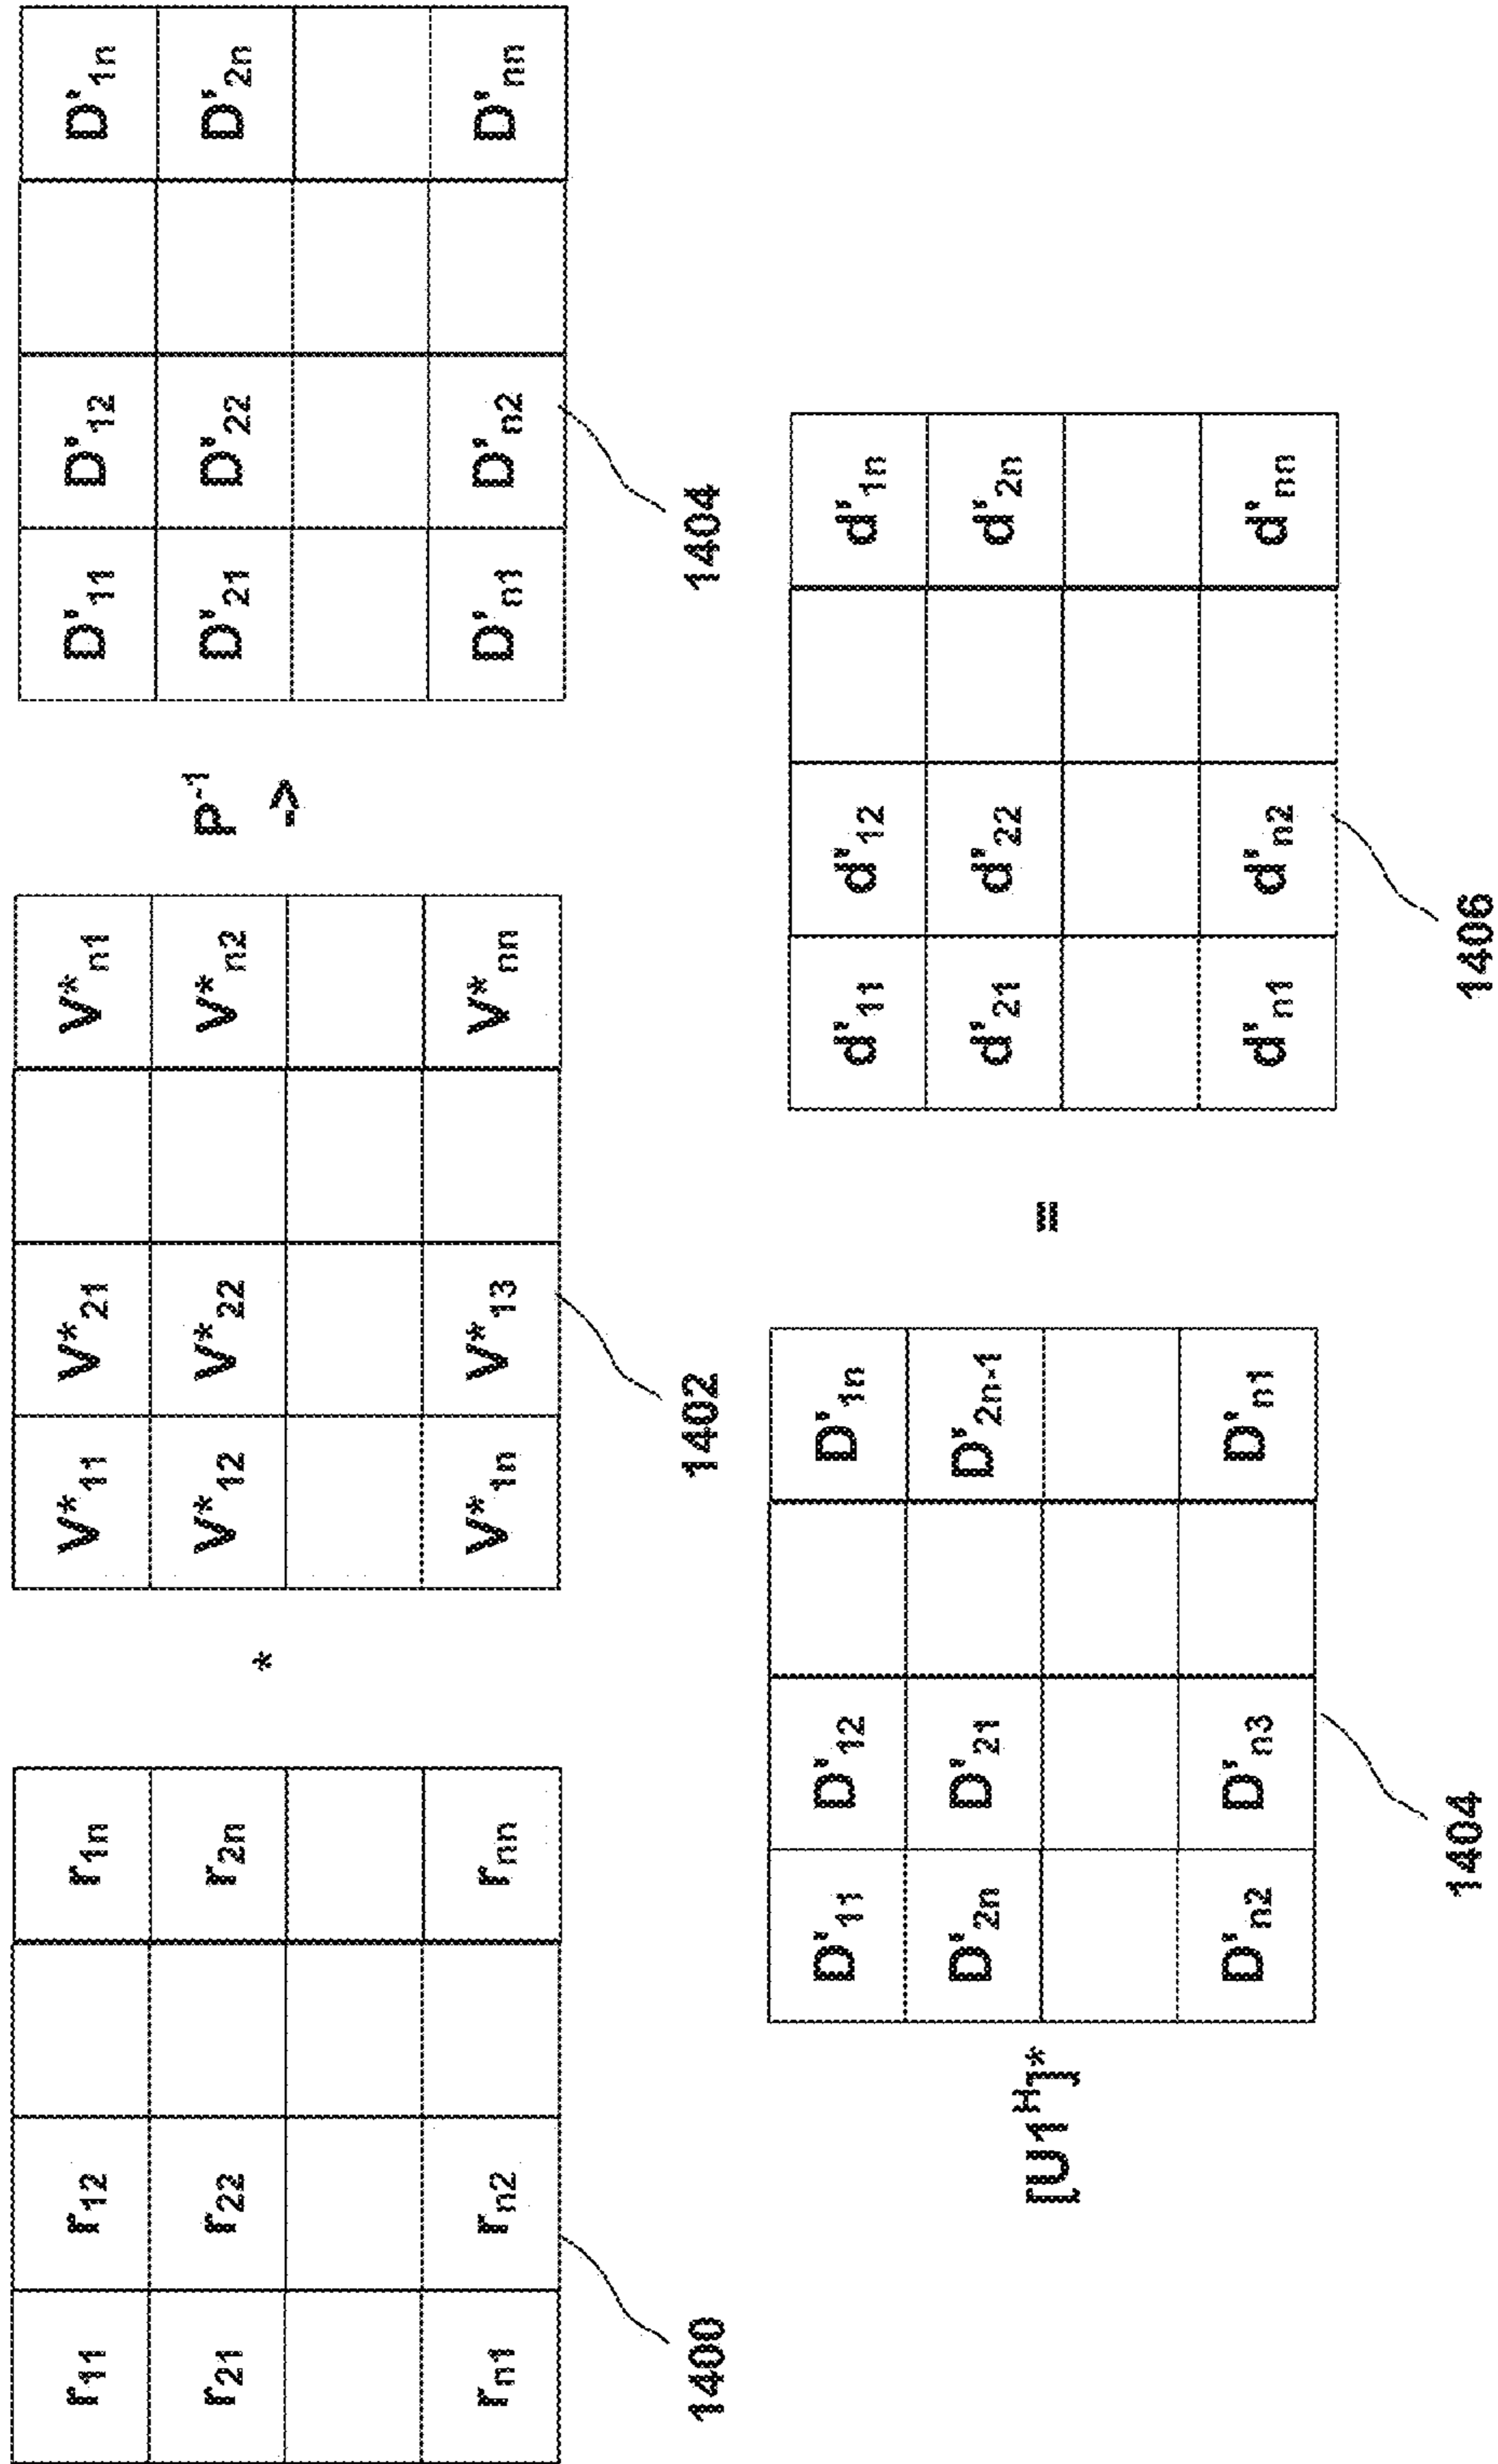 r11 r12 r1n
r21 r22 r2n
rn1 rn2 rnn
1400
*
V*11 V*21 V*n1
V*12 V*22 V*n2
V*1n V*13 V*nn
1402
P-1
->
D'11 D'12 D'1n
D'21 D'22 D'2n
D'n1 D'n2 D'nn
1404
[U1H]*
D'11 D'12 D'1n
D'2n D'21 D'2n-1
D'n2 D'n3 D'n1
1404
=
d'11 d'12 d'1n
d'21 d'22 d'2n
d'n1 d'n2 d'nn
1406